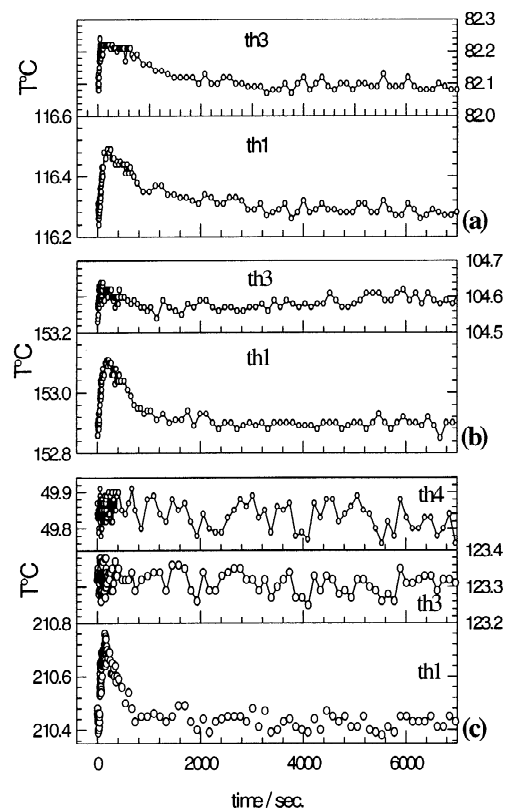 82.3
th3
82.2
T°C
82.1
116.6
82.0
th1
116.4
116.2
(a)
104.7
th3
104.6
153.2
104.5
T°C
th1
153.0
152.8
(b)
49.9
th4
49.8
123.4
T°C
123.3
th3
210.8
123.2
210.6
th1
210.4
(c)
0 2000 4000 6000
time / sec.